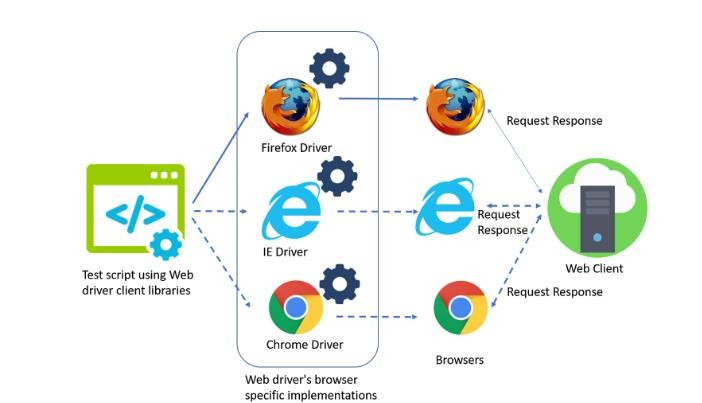 Firefox Driver
Request Response
</>
Test script using Web
driver client libraries
IE Driver
Request
Response
Web Client
Chrome Driver
Request Response
Browsers
Web driver's browser
specific implementations